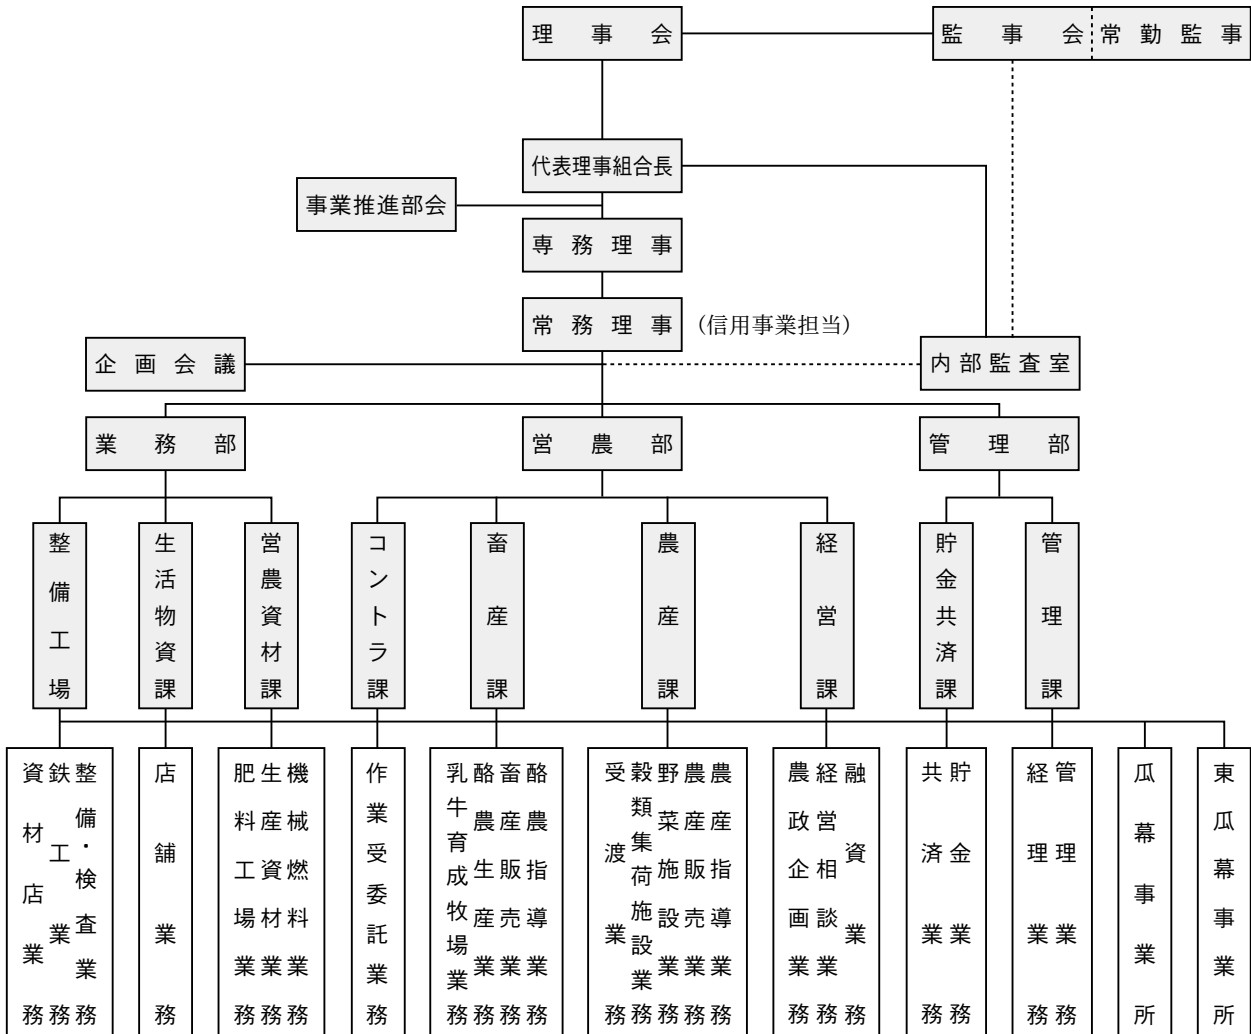 理事会
監事会
常勤監事
代表理事組合長
事業推進部会
専務理事
常務理事
(信用事業担当)
企画会議
内部監査室
業務部
営農部
管理部
整備工場
生活物資課
営農資材課
コントラ課
畜産課
農産課
経営課
貯金共済課
管理課
整備・検査業務
鉄工業務
資材店業務
店舗業務
機械燃料業務
生産資材業務
肥料工場業務
作業受委託業務
酪農指導業務
畜産販売業務
酪農生産業務
乳牛育成牧場業務
農産指導業務
農産販売業務
野菜施設業務
穀類集荷施設業務
受渡業務
融資業務
経営相談業務
農政企画業務
貯金業務
共済業務
管理業務
経理業務
瓜幕事業所
東瓜幕事業所